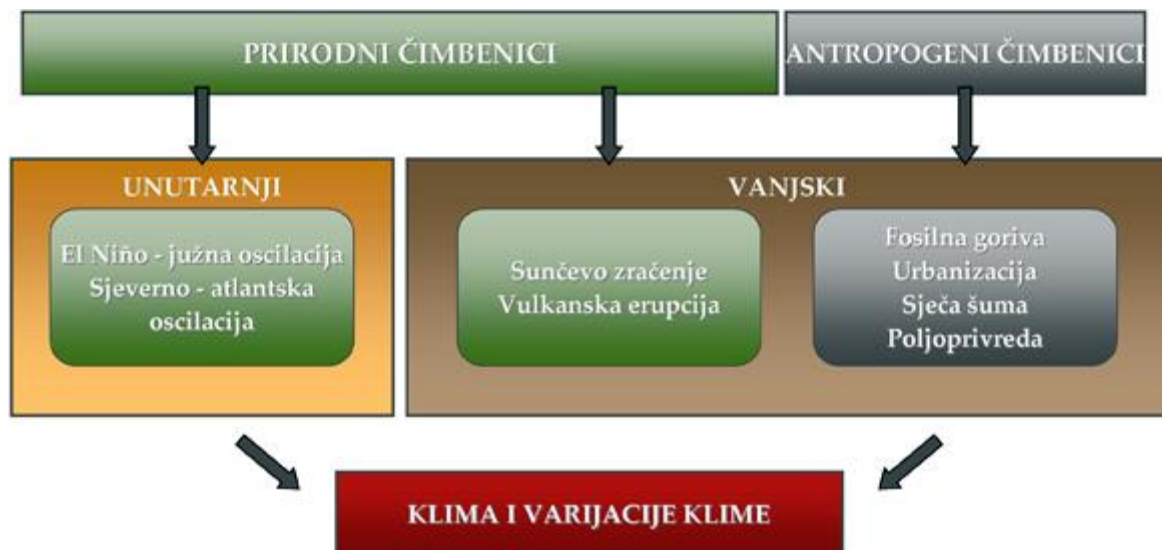 PRIRODNI ČIMBENICI
ANTROPOGENI ČIMBENICI
UNUTARNJI
El Niño - južna oscilacija
Sjeverno - atlantska
oscilacija
VANJSKI
Sunčevo zračenje
Vulkanska erupcija
Fosilna goriva
Urbanizacija
Sječa šuma
Poljoprivreda
KLIMA I VARIJACIJE KLIME